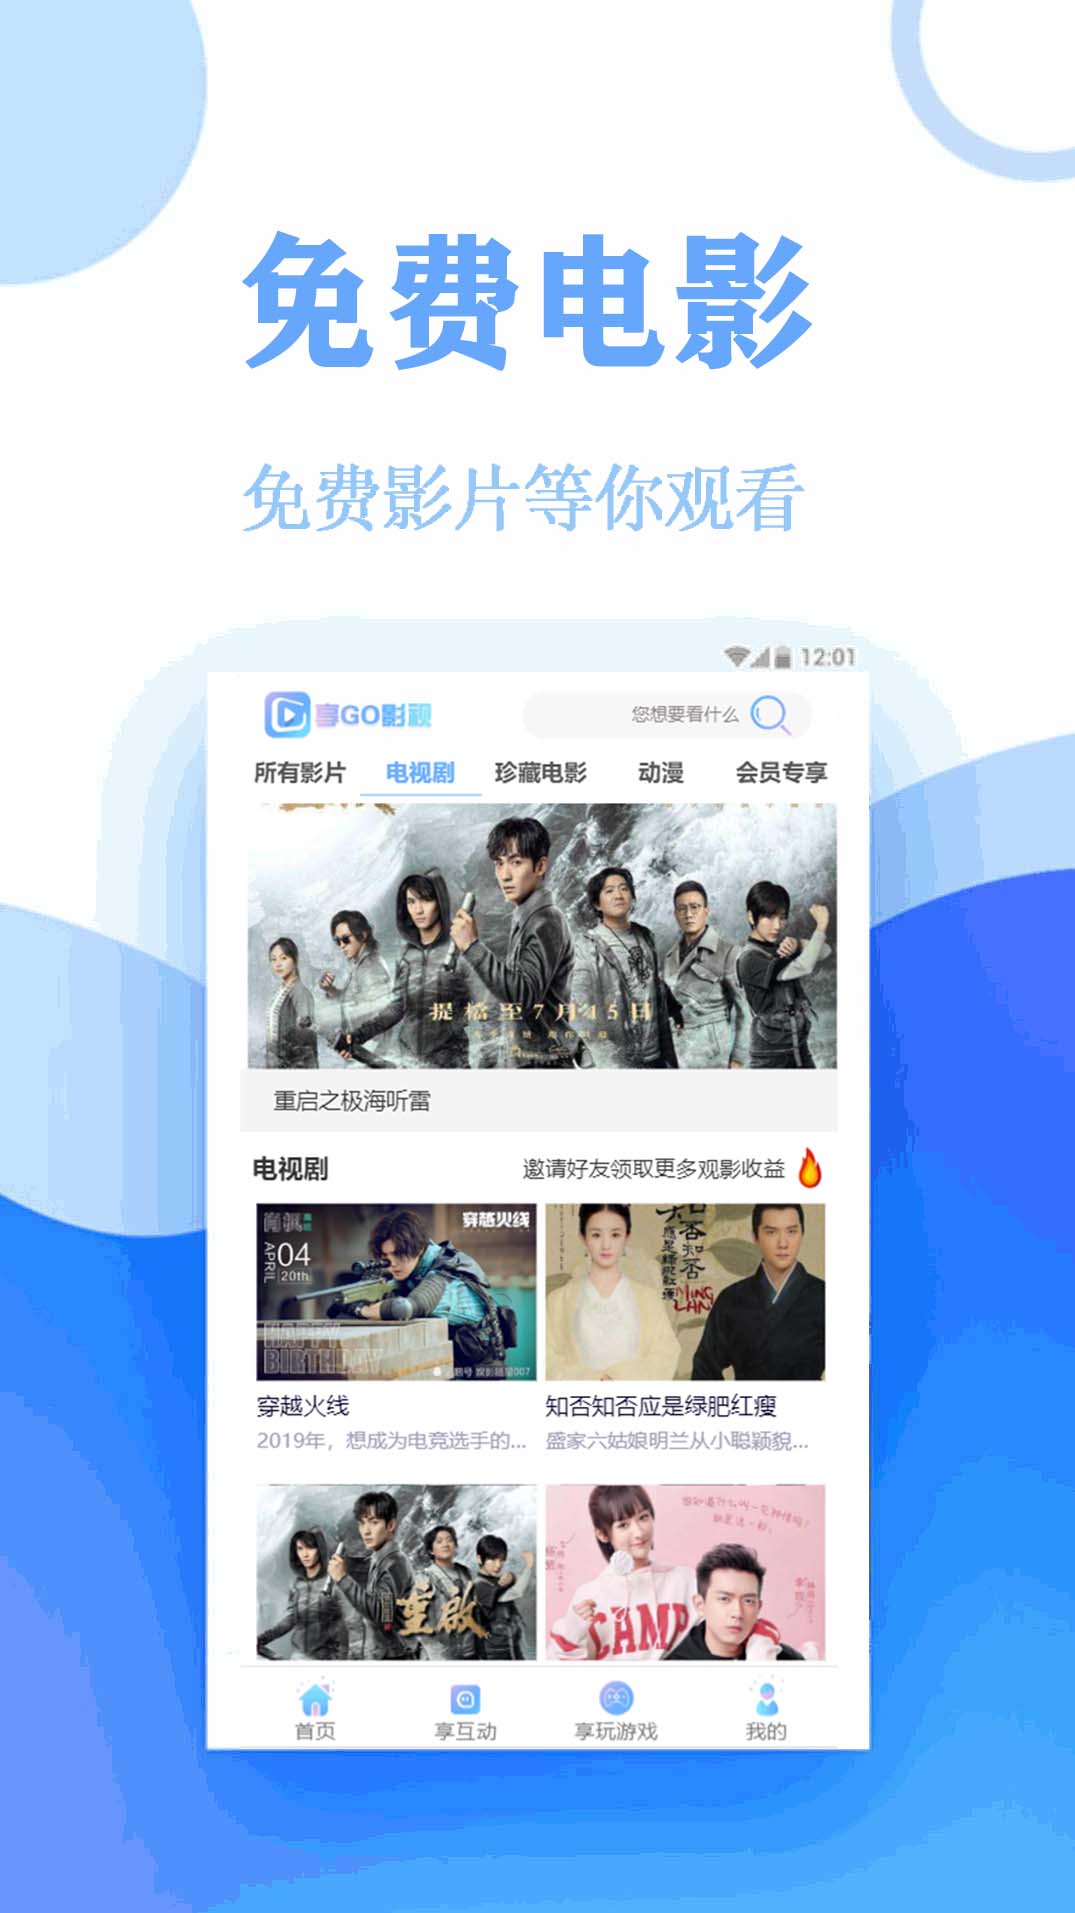 免费电影
免费影片等你观看
12:01
享GO影视
您想要看什么
所有影片 电视剧 珍藏电影 动漫 会员专享
提档至7月15日
重启之极海听雷
电视剧
邀请好友领取更多观影收益
肖枫
穿越火线
APRIL
04
20th
HAPPY
BIRTHDAY
知否知否
应是绿肥红瘦
MING
LAN
穿越火线
知否知否应是绿肥红瘦
2019年，想成为电竞选手的...
盛家六姑娘明兰从小聪颖貌...
重啟
CAMP
首页 享互动 享玩游戏 我的